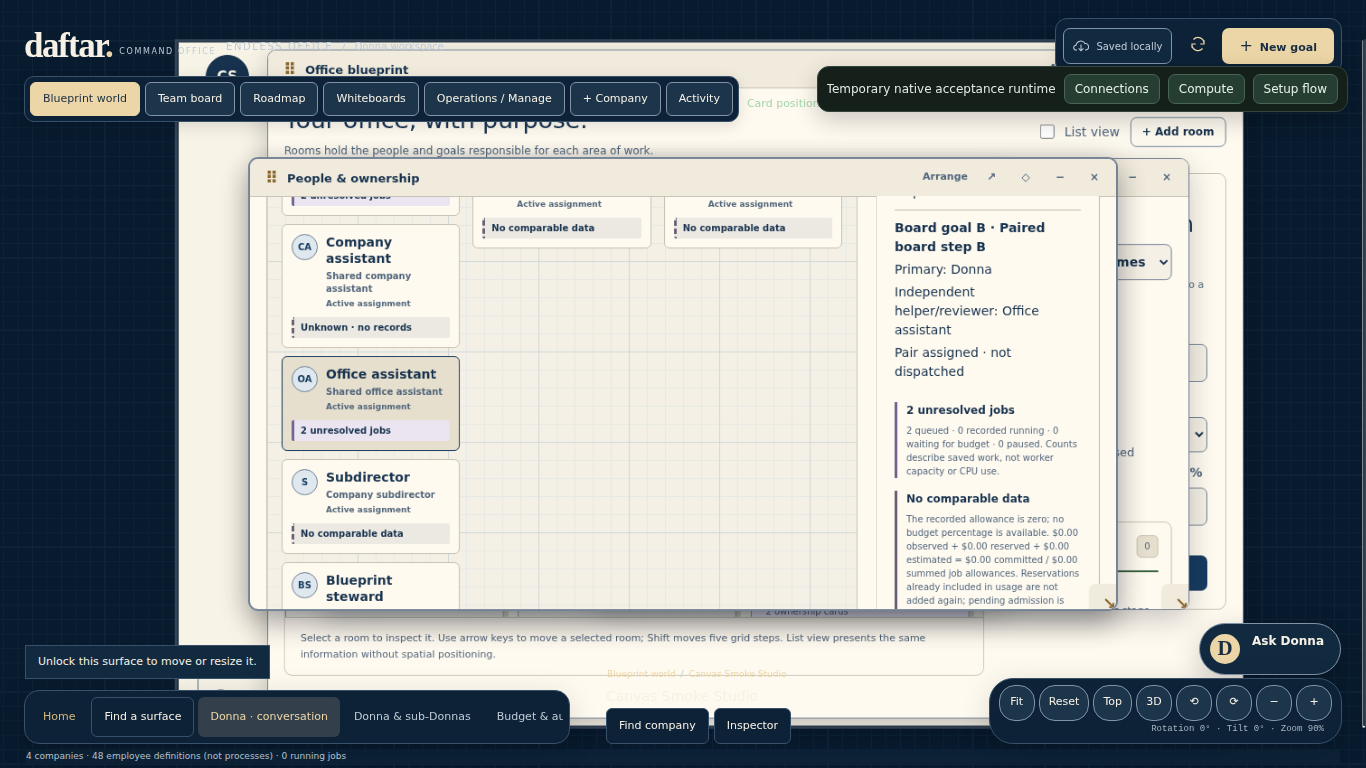 daftar. COMMAND OFFICE
ENDLESS OFFICE / Donna workspace
Saved locally
+ New goal
Office blueprint
Temporary native acceptance runtime
Connections
Compute
Setup flow
Blueprint world
Team board
Roadmap
Whiteboards
Operations / Manage
+ Company
Activity
Card position
Your office, with purpose.
List view
+ Add room
Rooms hold the people and goals responsible for each area of work.
People & ownership
Arrange
2 unresolved jobs
Active assignment
Active assignment
No comparable data
No comparable data
CA
Company assistant
Shared company assistant
Active assignment
Unknown · no records
OA
Office assistant
Shared office assistant
Active assignment
2 unresolved jobs
S
Subdirector
Company subdirector
Active assignment
No comparable data
BS
Blueprint steward
Board goal B · Paired
board step B
Primary: Donna
Independent
helper/reviewer: Office
assistant
Pair assigned · not
dispatched
2 unresolved jobs
2 queued · 0 recorded running · 0
waiting for budget · 0 paused. Counts
describe saved work, not worker
capacity or CPU use.
No comparable data
The recorded allowance is zero; no
budget percentage is available. $0.00
observed + $0.00 reserved + $0.00
estimated = $0.00 committed / $0.00
summed job allowances. Reservations
already included in usage are not
added again; pending admission is
mes
o a
sed
%
0
2 ownership cards
Select a room to inspect it. Use arrow keys to move a selected room; Shift moves five grid steps. List view presents the same
information without spatial positioning.
Unlock this surface to move or resize it.
Blueprint world / Canvas Smoke Studio
Canvas Smoke Studio
D
Ask Donna
Home
Find a surface
Donna · conversation
Donna & sub-Donnas
Budget & au
Find company
Inspector
Fit
Reset
Top
3D
Rotation 0° · Tilt 0° · Zoom 90%
4 companies · 48 employee definitions (not processes) · 0 running jobs